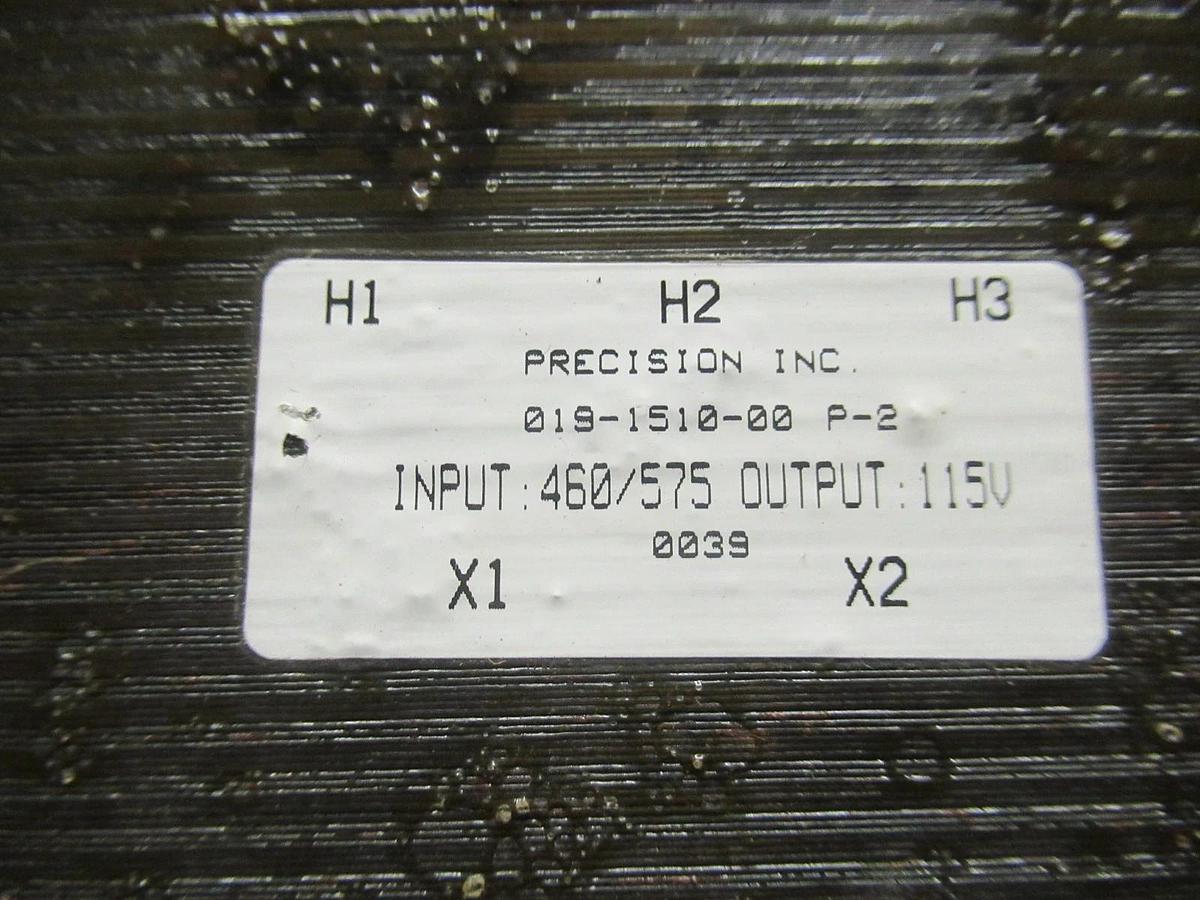 H1 H2 H3
PRECISION INC.
019-1510-00 P-2
INPUT:460/575 OUTPUT:115V
0039
X1 X2